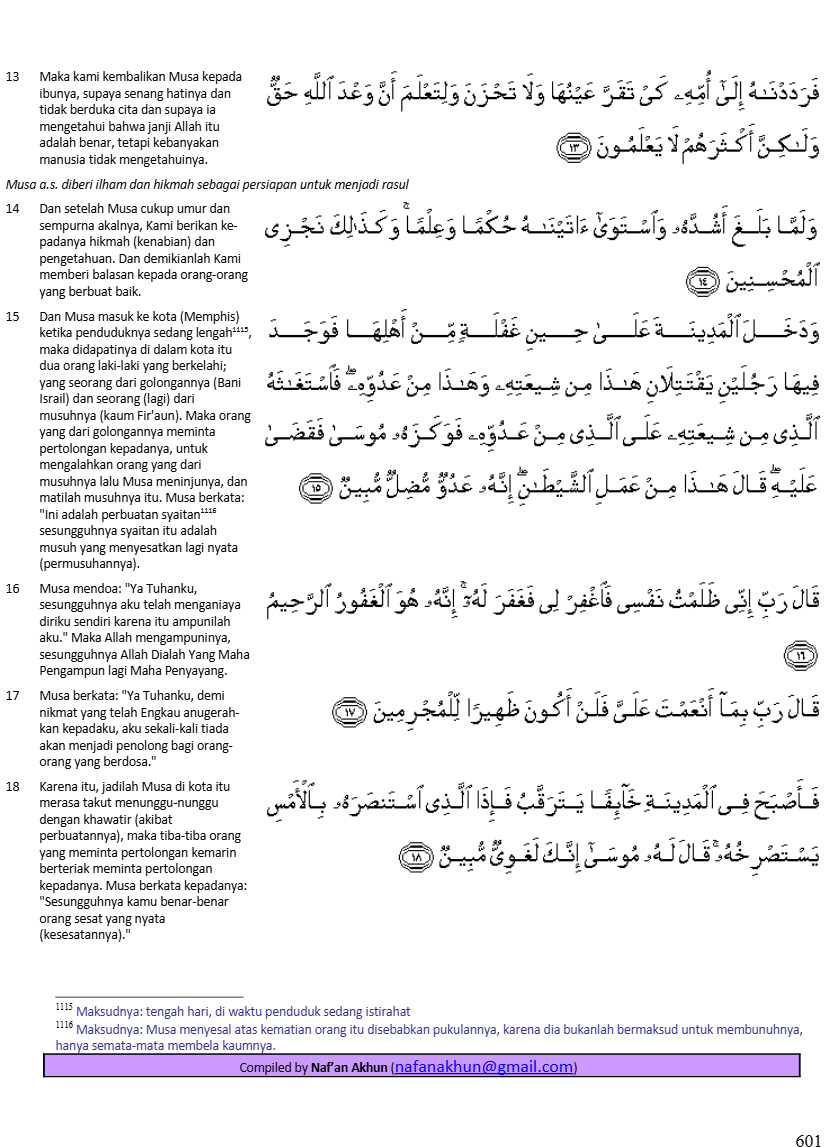 13 Maka kami kembalikan Musa kepada
ibunya, supaya senang hatinya dan
tidak berduka cita dan supaya ia
mengetahui bahwa janji Allah itu
adalah benar, tetapi kebanyakan
manusia tidak mengetahuinya.
فَرَدَدْنَـٰهُ إِلَىٰٓ أُمِّهِۦ كَىْ تَقَرَّ عَيْنُهَا وَلَا تَحْزَنَ وَلِتَعْلَمَ أَنَّ وَعْدَ ٱللَّهِ حَقٌّ
وَلَـٰكِنَّ أَكْثَرَهُمْ لَا يَعْلَمُونَ ١٣
Musa a.s. diberi ilham dan hikmah sebagai persiapan untuk menjadi rasul
14 Dan setelah Musa cukup umur dan
sempurna akalnya, Kami berikan ke-
padanya hikmah (kenabian) dan
pengetahuan. Dan demikianlah Kami
memberi balasan kepada orang-orang
yang berbuat baik.
وَلَمَّا بَلَغَ أَشُدَّهُۥ وَٱسْتَوَىٰٓ ءَاتَيْنَـٰهُ حُكْمًا وَعِلْمًا ۚ وَكَذَٰلِكَ نَجْزِى
ٱلْمُحْسِنِينَ ١٤
15 Dan Musa masuk ke kota (Memphis)
ketika penduduknya sedang lengah1115,
maka didapatinya di dalam kota itu
dua orang laki-laki yang berkelahi;
yang seorang dari golongannya (Bani
Israil) dan seorang (lagi) dari
musuhnya (kaum Fir'aun). Maka orang
yang dari golongannya meminta
pertolongan kepadanya, untuk
mengalahkan orang yang dari
musuhnya lalu Musa meninjunya, dan
matilah musuhnya itu. Musa berkata:
"Ini adalah perbuatan syaitan1116
sesungguhnya syaitan itu adalah
musuh yang menyesatkan lagi nyata
(permusuhannya).
وَدَخَلَ ٱلْمَدِينَةَ عَلَىٰ حِينِ غَفْلَةٍ مِّنْ أَهْلِهَا فَوَجَدَ
فِيهَا رَجُلَيْنِ يَقْتَتِلَانِ هَـٰذَا مِن شِيعَتِهِۦ وَهَـٰذَا مِنْ عَدُوِّهِۦ ۖ فَٱسْتَغَـٰثَهُ
ٱلَّذِى مِن شِيعَتِهِۦ عَلَى ٱلَّذِى مِنْ عَدُوِّهِۦ فَوَكَزَهُۥ مُوسَىٰ فَقَضَىٰ
عَلَيْهِ ۖ قَالَ هَـٰذَا مِنْ عَمَلِ ٱلشَّيْطَـٰنِ ۖ إِنَّهُۥ عَدُوٌّ مُّضِلٌّ مُّبِينٌ ١٥
16 Musa mendoa: "Ya Tuhanku,
sesungguhnya aku telah menganiaya
diriku sendiri karena itu ampunilah
aku." Maka Allah mengampuninya,
sesungguhnya Allah Dialah Yang Maha
Pengampun lagi Maha Penyayang.
قَالَ رَبِّ إِنِّى ظَلَمْتُ نَفْسِى فَٱغْفِرْ لِى فَغَفَرَ لَهُۥٓ ۚ إِنَّهُۥ هُوَ ٱلْغَفُورُ ٱلرَّحِيمُ
١٦
17 Musa berkata: "Ya Tuhanku, demi
nikmat yang telah Engkau anugerah-
kan kepadaku, aku sekali-kali tiada
akan menjadi penolong bagi orang-
orang yang berdosa."
قَالَ رَبِّ بِمَآ أَنْعَمْتَ عَلَىَّ فَلَنْ أَكُونَ ظَهِيرًا لِّلْمُجْرِمِينَ ١٧
18 Karena itu, jadilah Musa di kota itu
merasa takut menunggu-nunggu
dengan khawatir (akibat
perbuatannya), maka tiba-tiba orang
yang meminta pertolongan kemarin
berteriak meminta pertolongan
kepadanya. Musa berkata kepadanya:
"Sesungguhnya kamu benar-benar
orang sesat yang nyata
(kesesatannya)."
فَأَصْبَحَ فِى ٱلْمَدِينَةِ خَآئِفًا يَتَرَقَّبُ فَإِذَا ٱلَّذِى ٱسْتَنصَرَهُۥ بِٱلْأَمْسِ
يَسْتَصْرِخُهُۥ ۚ قَالَ لَهُۥ مُوسَىٰٓ إِنَّكَ لَغَوِىٌّ مُّبِينٌ ١٨
1115 Maksudnya: tengah hari, di waktu penduduk sedang istirahat
1116 Maksudnya: Musa menyesal atas kematian orang itu disebabkan pukulannya, karena dia bukanlah bermaksud untuk membunuhnya,
hanya semata-mata membela kaumnya.
Compiled by Naf’an Akhun (nafanakhun@gmail.com)
601